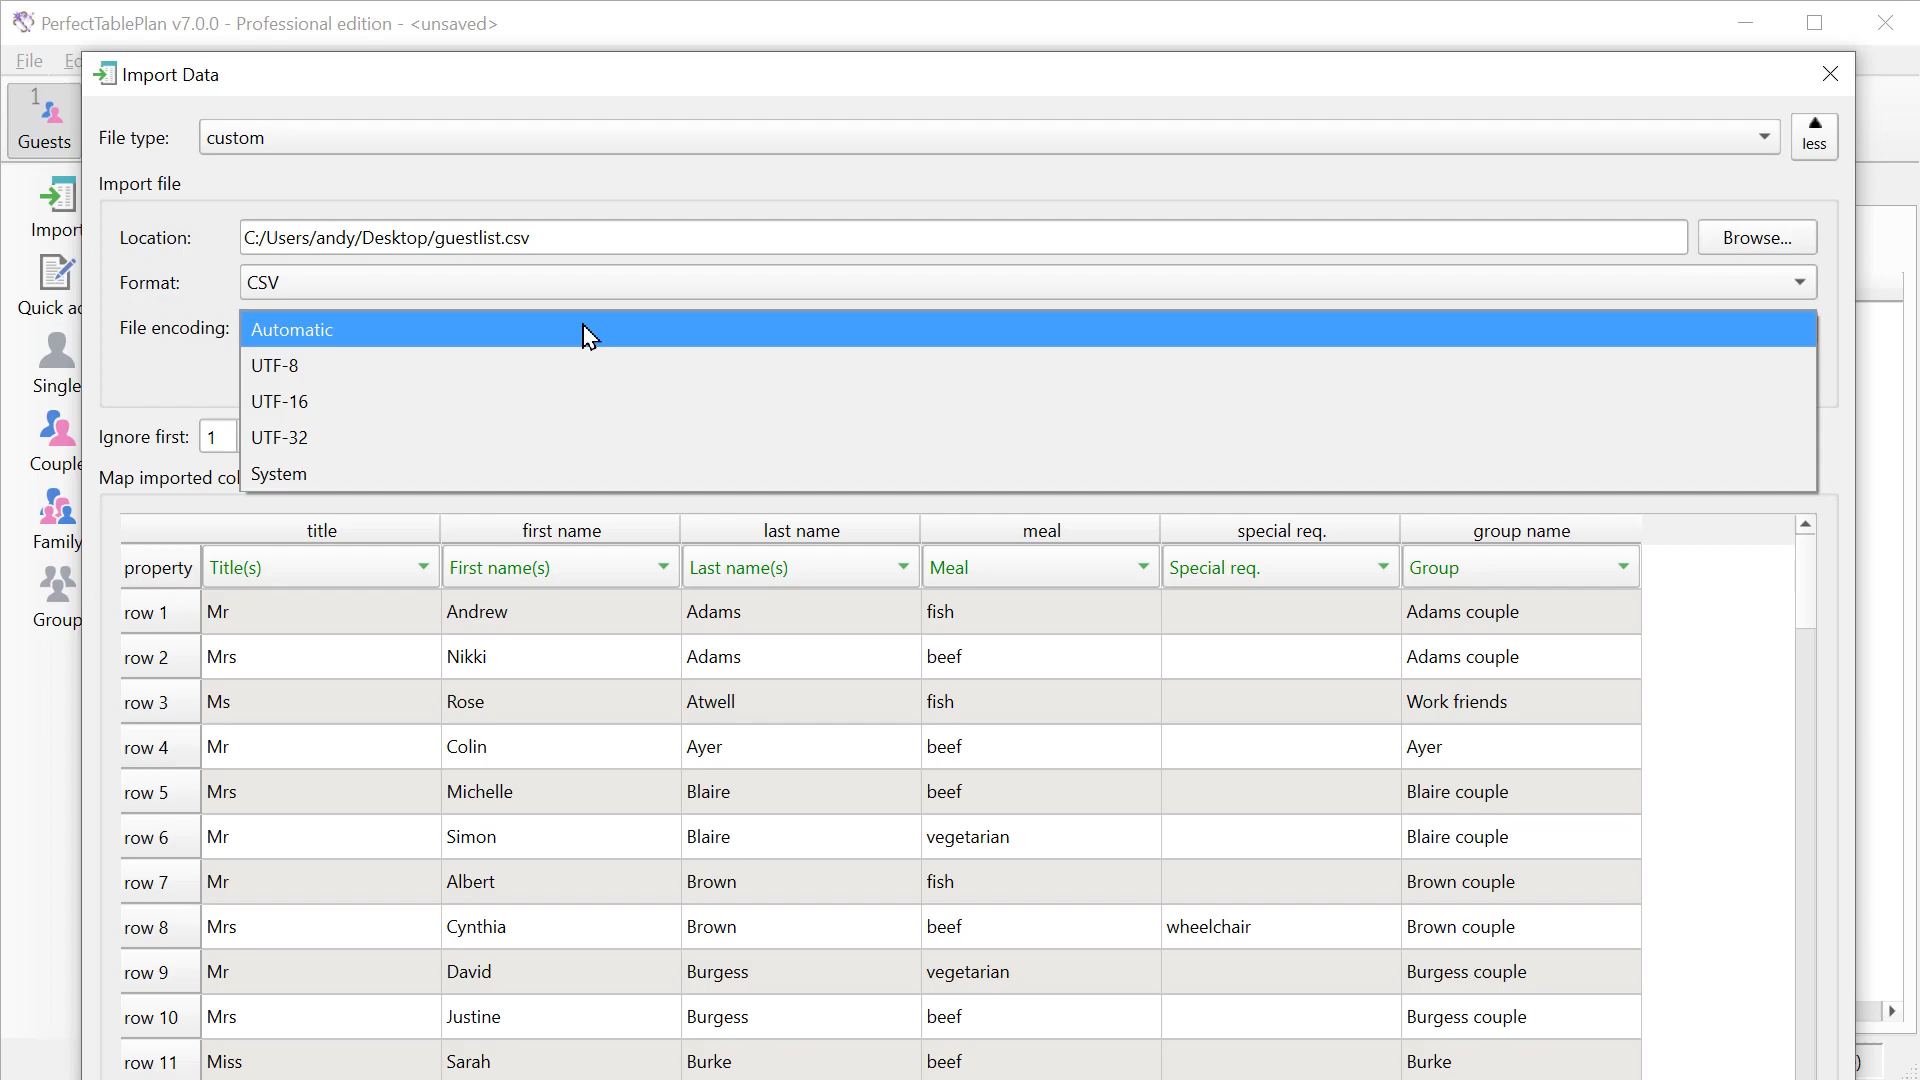 PerfectTablePlan v7.0.0 - Professional edition - <unsaved>
File
Import Data
1
Guests
File type: custom
less
Import file
Import
Location: C:/Users/andy/Desktop/guestlist.csv Browse...
Format: CSV
Quick ad
File encoding: Automatic
UTF-8
Single
UTF-16
Ignore first: 1
UTF-32
Couple
Map imported col
System
title first name last name meal special req. group name
Family
property Title(s) First name(s) Last name(s) Meal Special req. Group
row 1 Mr Andrew Adams fish Adams couple
Group
row 2 Mrs Nikki Adams beef Adams couple
row 3 Ms Rose Atwell fish Work friends
row 4 Mr Colin Ayer beef Ayer
row 5 Mrs Michelle Blaire beef Blaire couple
row 6 Mr Simon Blaire vegetarian Blaire couple
row 7 Mr Albert Brown fish Brown couple
row 8 Mrs Cynthia Brown beef wheelchair Brown couple
row 9 Mr David Burgess vegetarian Burgess couple
row 10 Mrs Justine Burgess beef Burgess couple
row 11 Miss Sarah Burke beef Burke